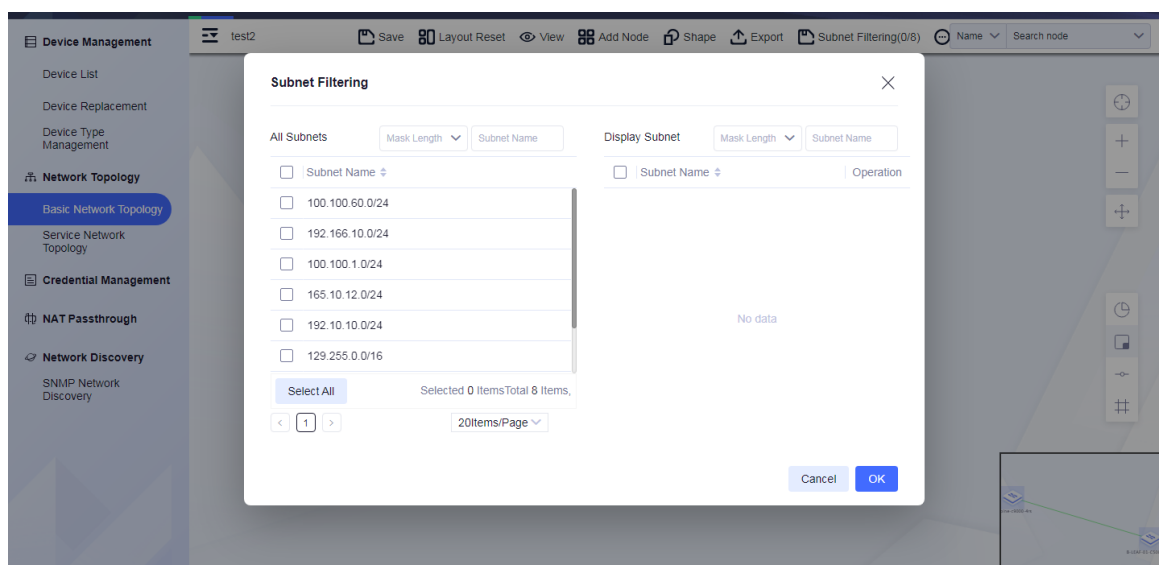 Device Management
Device List
Device Replacement
Device Type
Management
Network Topology
Basic Network Topology
Service Network
Topology
Credential Management
NAT Passthrough
Network Discovery
SNMP Network
Discovery
test2
Save
Layout Reset
View
Add Node
Shape
Export
Subnet Filtering(0/8)
Name
Search node
Subnet Filtering
All Subnets
Mask Length
Subnet Name
Subnet Name
100.100.60.0/24
192.166.10.0/24
100.100.1.0/24
165.10.12.0/24
192.10.10.0/24
129.255.0.0/16
Select All
Selected 0 ItemsTotal 8 Items,
1
20Items/Page
Display Subnet
Mask Length
Subnet Name
Subnet Name
Operation
No data
Cancel
OK